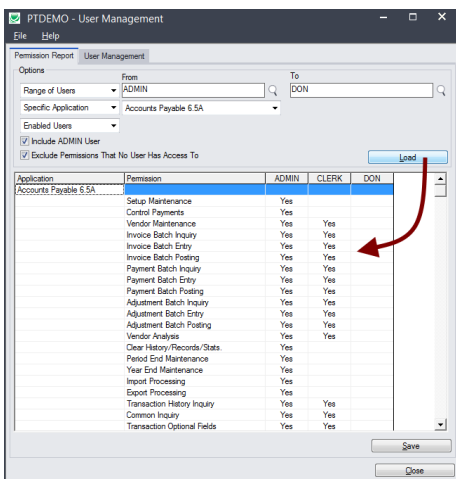 PTDEMO - User Management
File Help
Permission Report User Management
Options
From To
Range of Users ADMIN DON
Specific Application Accounts Payable 6.5A
Enabled Users
Include ADMIN User
Exclude Permissions That No User Has Access To
Load
Application Permission ADMIN CLERK DON
Accounts Payable 6.5A
Setup Maintenance Yes
Control Payments Yes
Vendor Maintenance Yes Yes
Invoice Batch Inquiry Yes Yes
Invoice Batch Entry Yes Yes
Invoice Batch Posting Yes Yes
Payment Batch Inquiry Yes Yes
Payment Batch Entry Yes Yes
Payment Batch Posting Yes Yes
Adjustment Batch Inquiry Yes Yes
Adjustment Batch Entry Yes Yes
Adjustment Batch Posting Yes Yes
Vendor Analysis Yes Yes
Clear History/Records/Stats. Yes
Period End Maintenance Yes
Year End Maintenance Yes
Import Processing Yes
Export Processing Yes
Transaction History Inquiry Yes Yes
Common Inquiry Yes Yes
Transaction Optional Fields Yes Yes
Save
Close